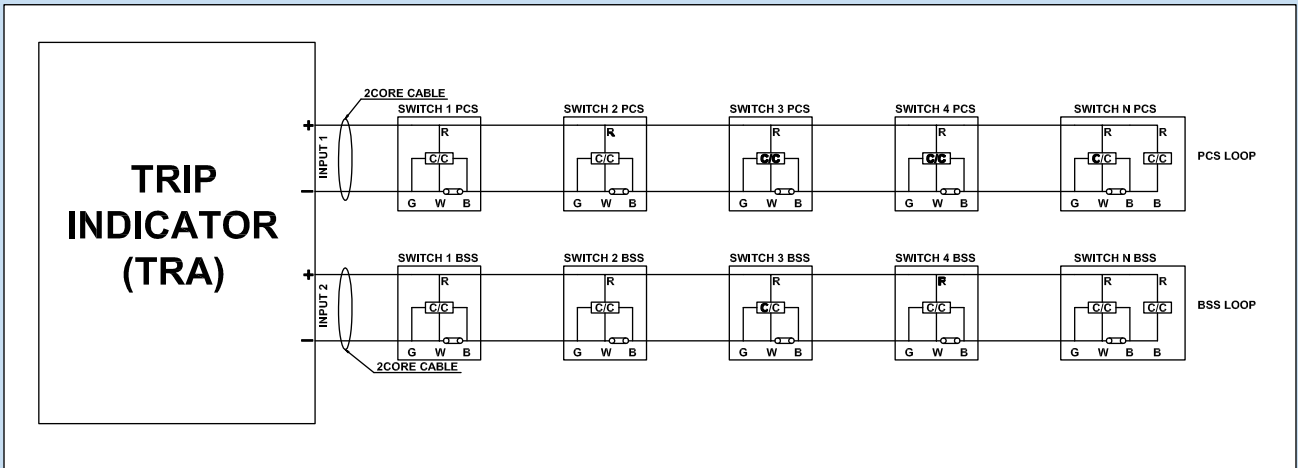 2CORE CABLE
SWITCH 1 PCS SWITCH 2 PCS SWITCH 3 PCS SWITCH 4 PCS SWITCH N PCS
+ R R R R R R
INPUT 1
C/C C/C C/C C/C C/C C/C
PCS LOOP
−
G W B G W B G W B G W B G W B B
TRIP
INDICATOR
(TRA)
SWITCH 1 BSS SWITCH 2 BSS SWITCH 3 BSS SWITCH 4 BSS SWITCH N BSS
+ R R R R R R
INPUT 2
C/C C/C C/C C/C C/C C/C
BSS LOOP
−
G W B G W B G W B G W B G W B B
2CORE CABLE